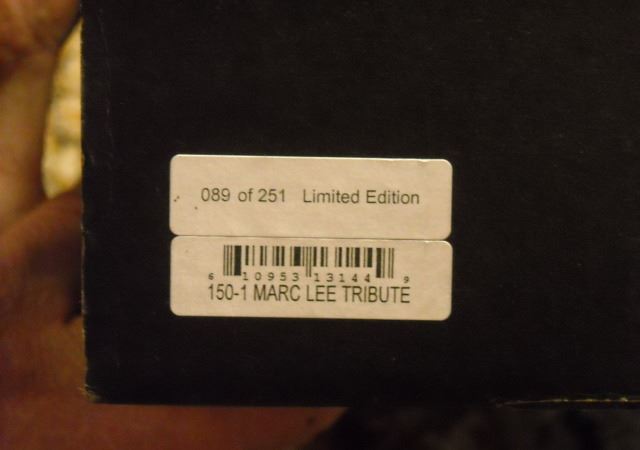 089 of 251 Limited Edition
6 10953 13144 9
150-1 MARC LEE TRIBUTE